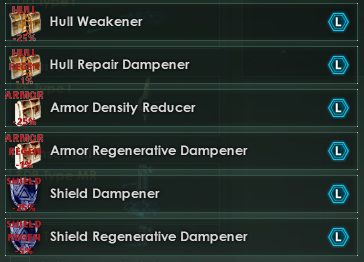 HULL
-25%
Hull Weakener
L
HULL
REGEN
-1%
Hull Repair Dampener
L
ARMOR
-25%
Armor Density Reducer
L
ARMOR
REGEN
-1%
Armor Regenerative Dampener
L
SHIELD
-25%
Shield Dampener
L
SHIELD
REGEN
Shield Regenerative Dampener
L